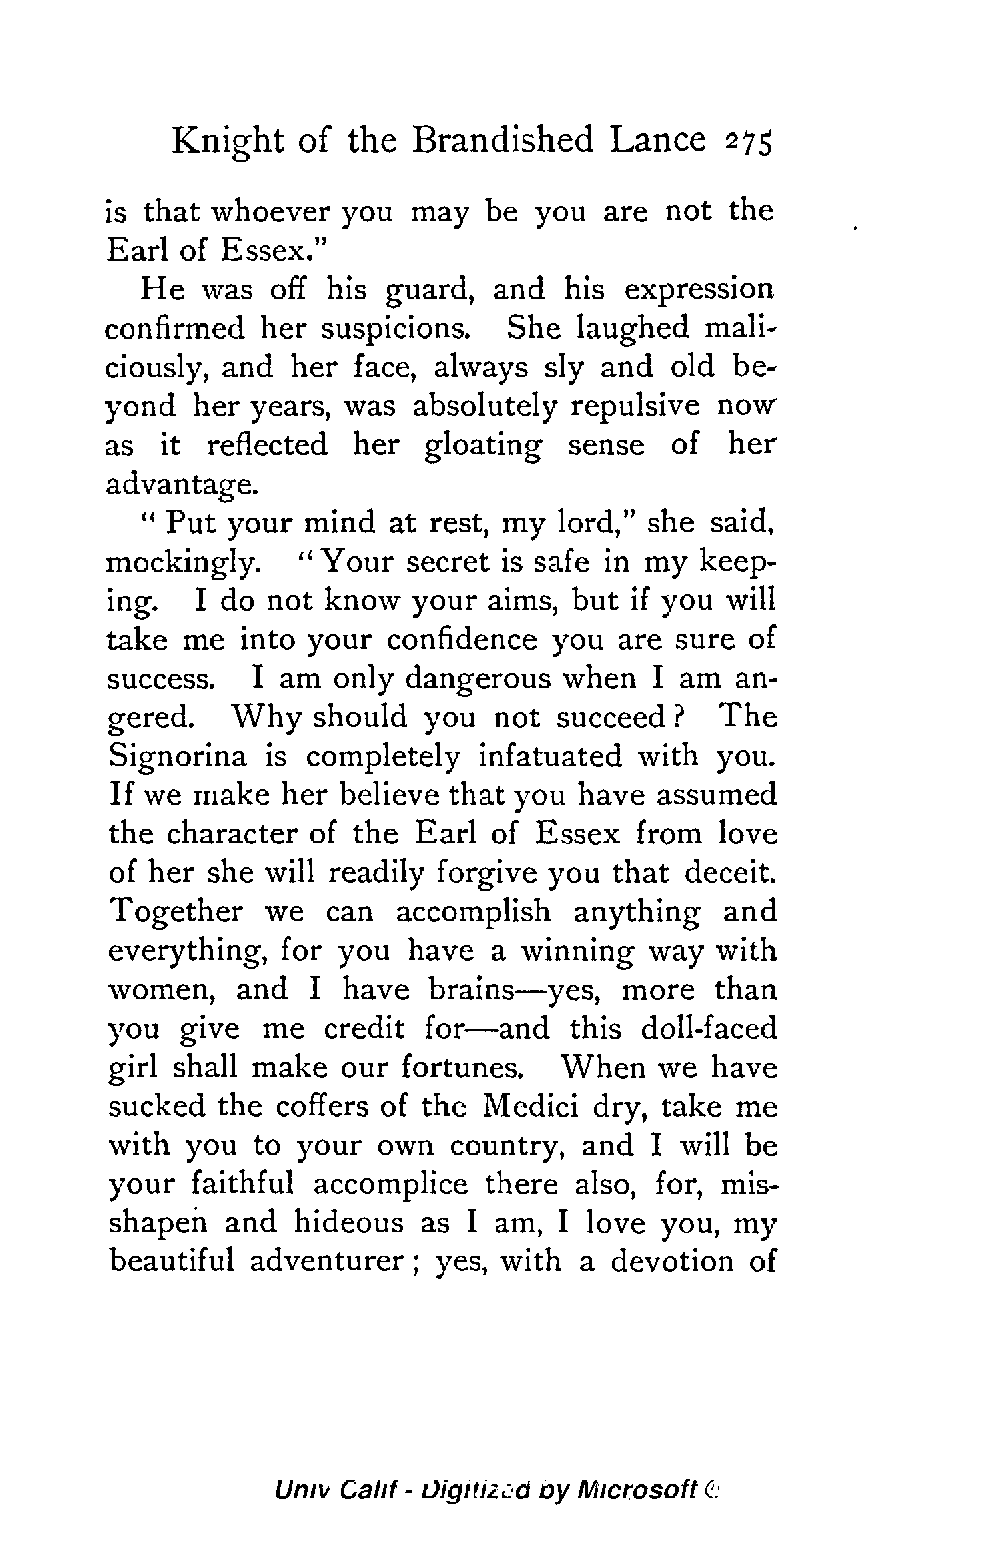 Knight of the Brandished Lance 275
is that whoever you may be you are not the
Earl of Essex."
He was off his guard, and his expression
confirmed her suspicions. She laughed mali-
ciously, and her face, always sly and old be-
yond her years, was absolutely repulsive now
as it reflected her gloating sense of her
advantage.
"Put your mind at rest, my lord," she said,
mockingly. "Your secret is safe in my keep-
ing. I do not know your aims, but if you will
take me into your confidence you are sure of
success. I am only dangerous when I am an-
gered. Why should you not succeed? The
Signorina is completely infatuated with you.
If we make her believe that you have assumed
the character of the Earl of Essex from love
of her she will readily forgive you that deceit.
Together we can accomplish anything and
everything, for you have a winning way with
women, and I have brains—yes, more than
you give me credit for—and this doll-faced
girl shall make our fortunes. When we have
sucked the coffers of the Medici dry, take me
with you to your own country, and I will be
your faithful accomplice there also, for, mis-
shapen and hideous as I am, I love you, my
beautiful adventurer; yes, with a devotion of
Univ Calif - Digitized by Microsoft ®